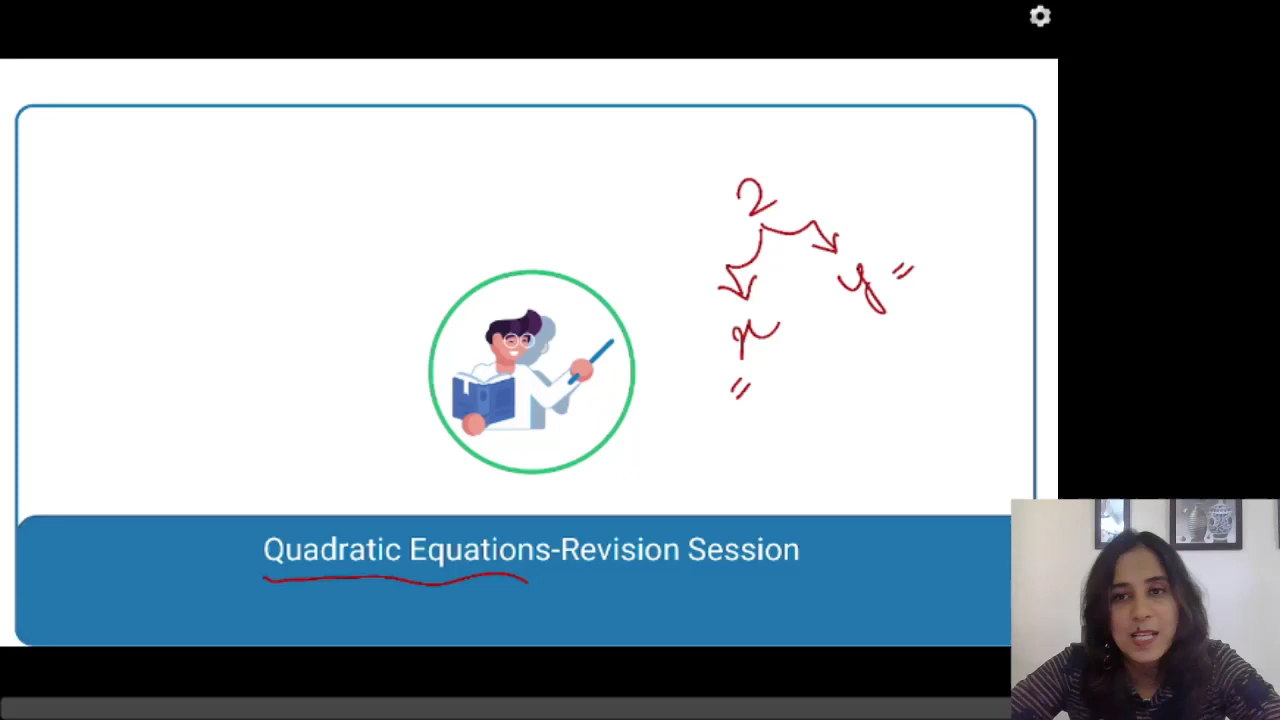 2
y =
x
=
Quadratic Equations-Revision Session